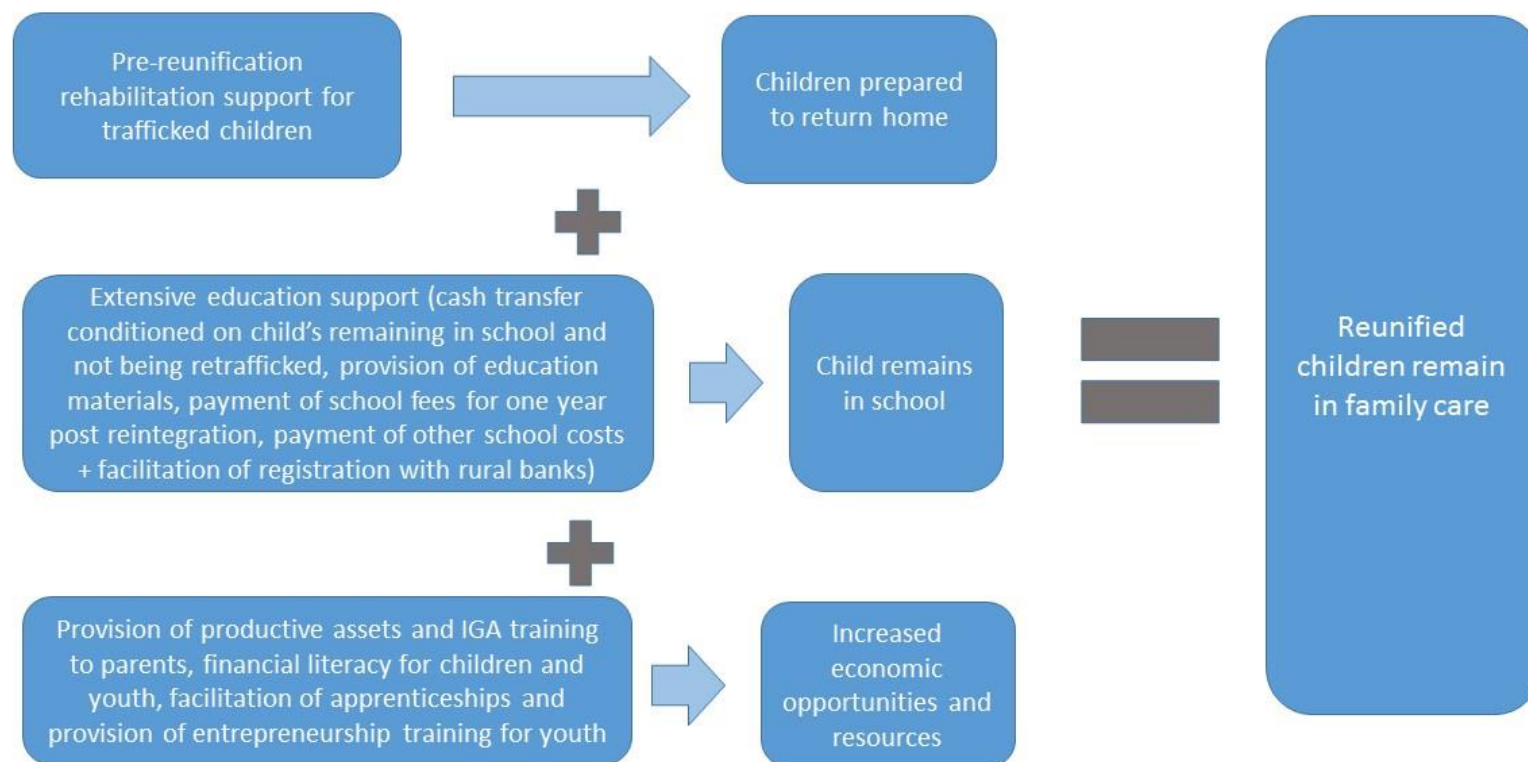 Pre-reunification
rehabilitation support for
trafficked children
Children prepared
to return home
Extensive education support (cash transfer
conditioned on child’s remaining in school and
not being retrafficked, provision of education
materials, payment of school fees for one year
post reintegration, payment of other school costs
+ facilitation of registration with rural banks)
Child remains
in school
Provision of productive assets and IGA training
to parents, financial literacy for children and
youth, facilitation of apprenticeships and
provision of entrepreneurship training for youth
Increased
economic
opportunities and
resources
Reunified
children remain
in family care